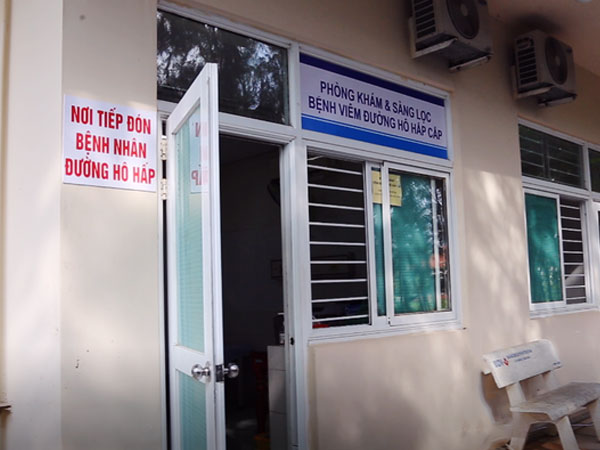 NƠI TIẾP ĐÓN
BỆNH NHÂN
ĐƯỜNG HÔ HẤP
PHÒNG KHÁM & SÀNG LỌC
BỆNH VIÊM ĐƯỜNG HÔ HẤP CẤP